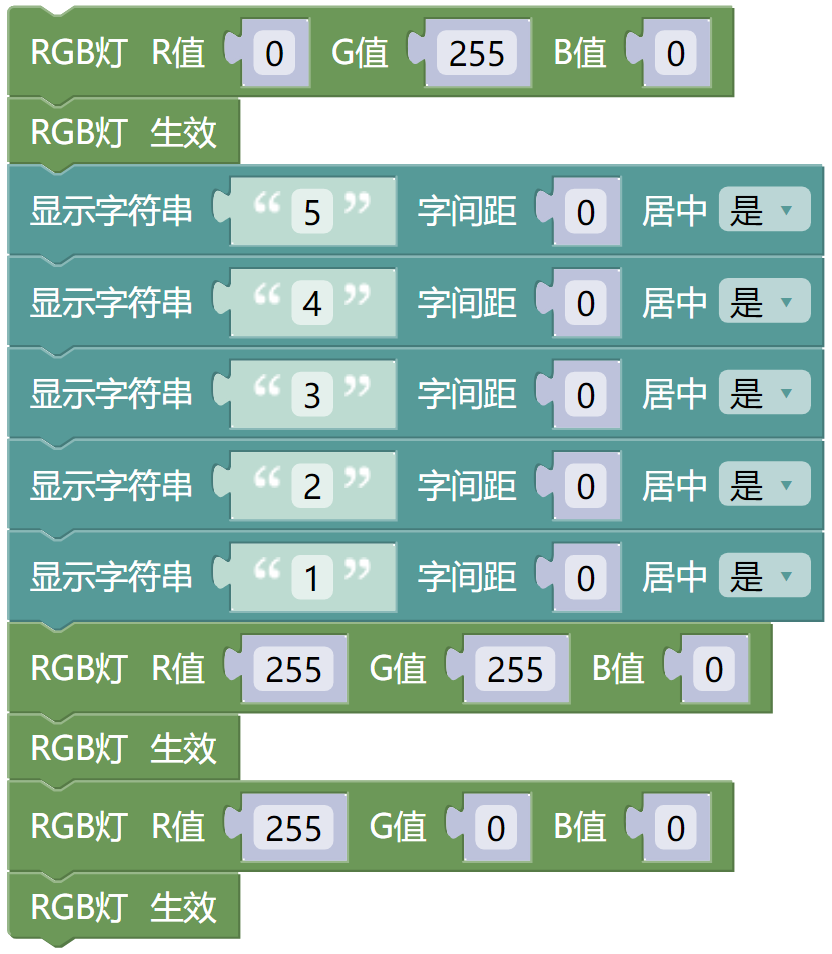 RGB灯 R值 0 G值 255 B值 0
RGB灯 生效
显示字符串 “ 5 ” 字间距 0 居中 是
显示字符串 “ 4 ” 字间距 0 居中 是
显示字符串 “ 3 ” 字间距 0 居中 是
显示字符串 “ 2 ” 字间距 0 居中 是
显示字符串 “ 1 ” 字间距 0 居中 是
RGB灯 R值 255 G值 255 B值 0
RGB灯 生效
RGB灯 R值 255 G值 0 B值 0
RGB灯 生效